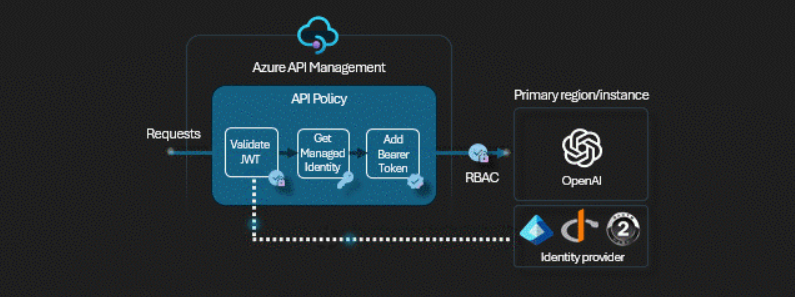 Azure API Management
API Policy
Primary region/instance
Requests
Validate
JWT
Get
Managed
Identity
Add
Bearer
Token
RBAC
OpenAI
2
Identity provider